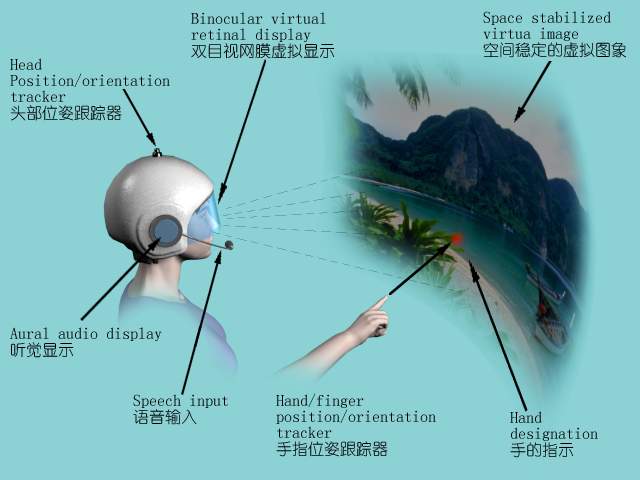 Binocular virtual
retinal display
双目视网膜虚拟显示
Space stabilized
virtua image
空间稳定的虚拟图象
Head
Position/orientation
tracker
头部位姿跟踪器
Aural audio display
听觉显示
Speech input
语音输入
Hand/finger
position/orientation
tracker
手指位姿跟踪器
Hand
designation
手的指示